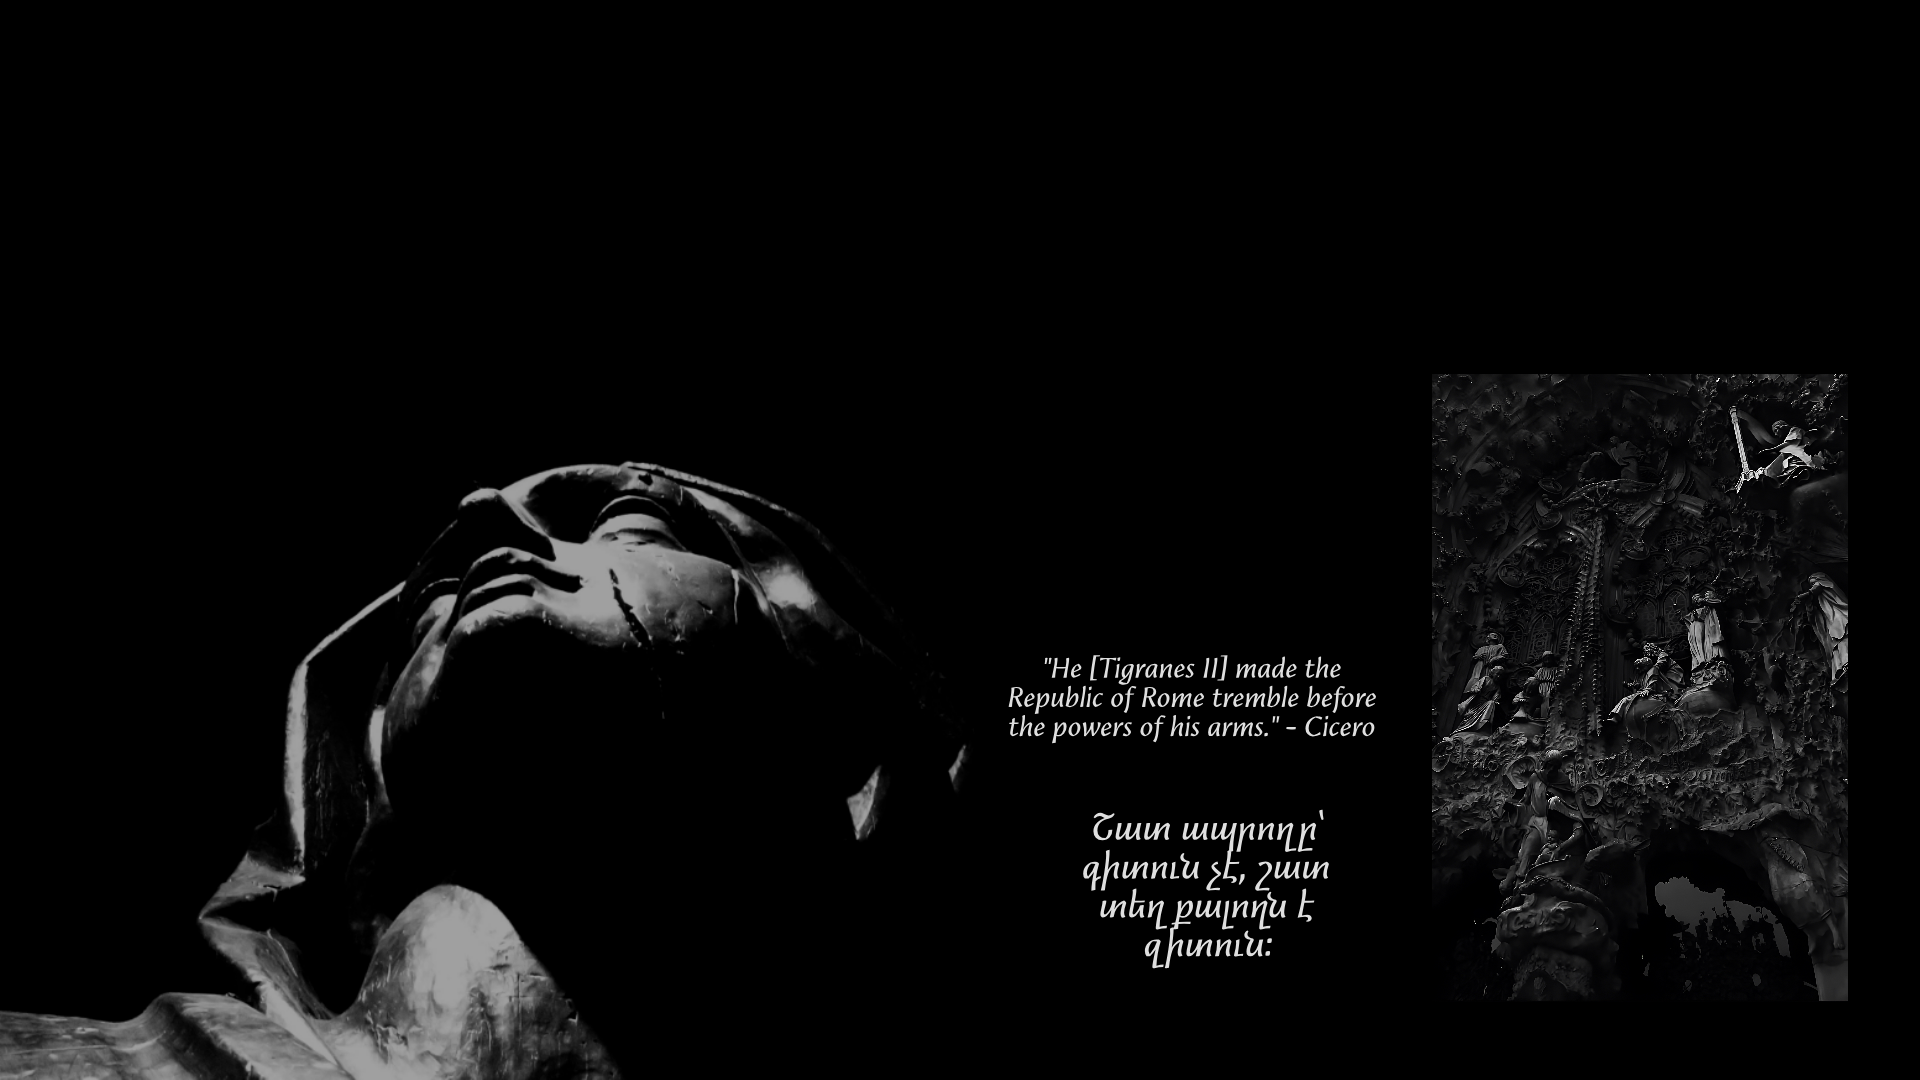 "He [Tigranes II] made the
Republic of Rome tremble before
the powers of his arms." - Cicero
Շատ ապրողը՝
գիտուն չէ, շատ
տեղ քալողն է
գիտուն: